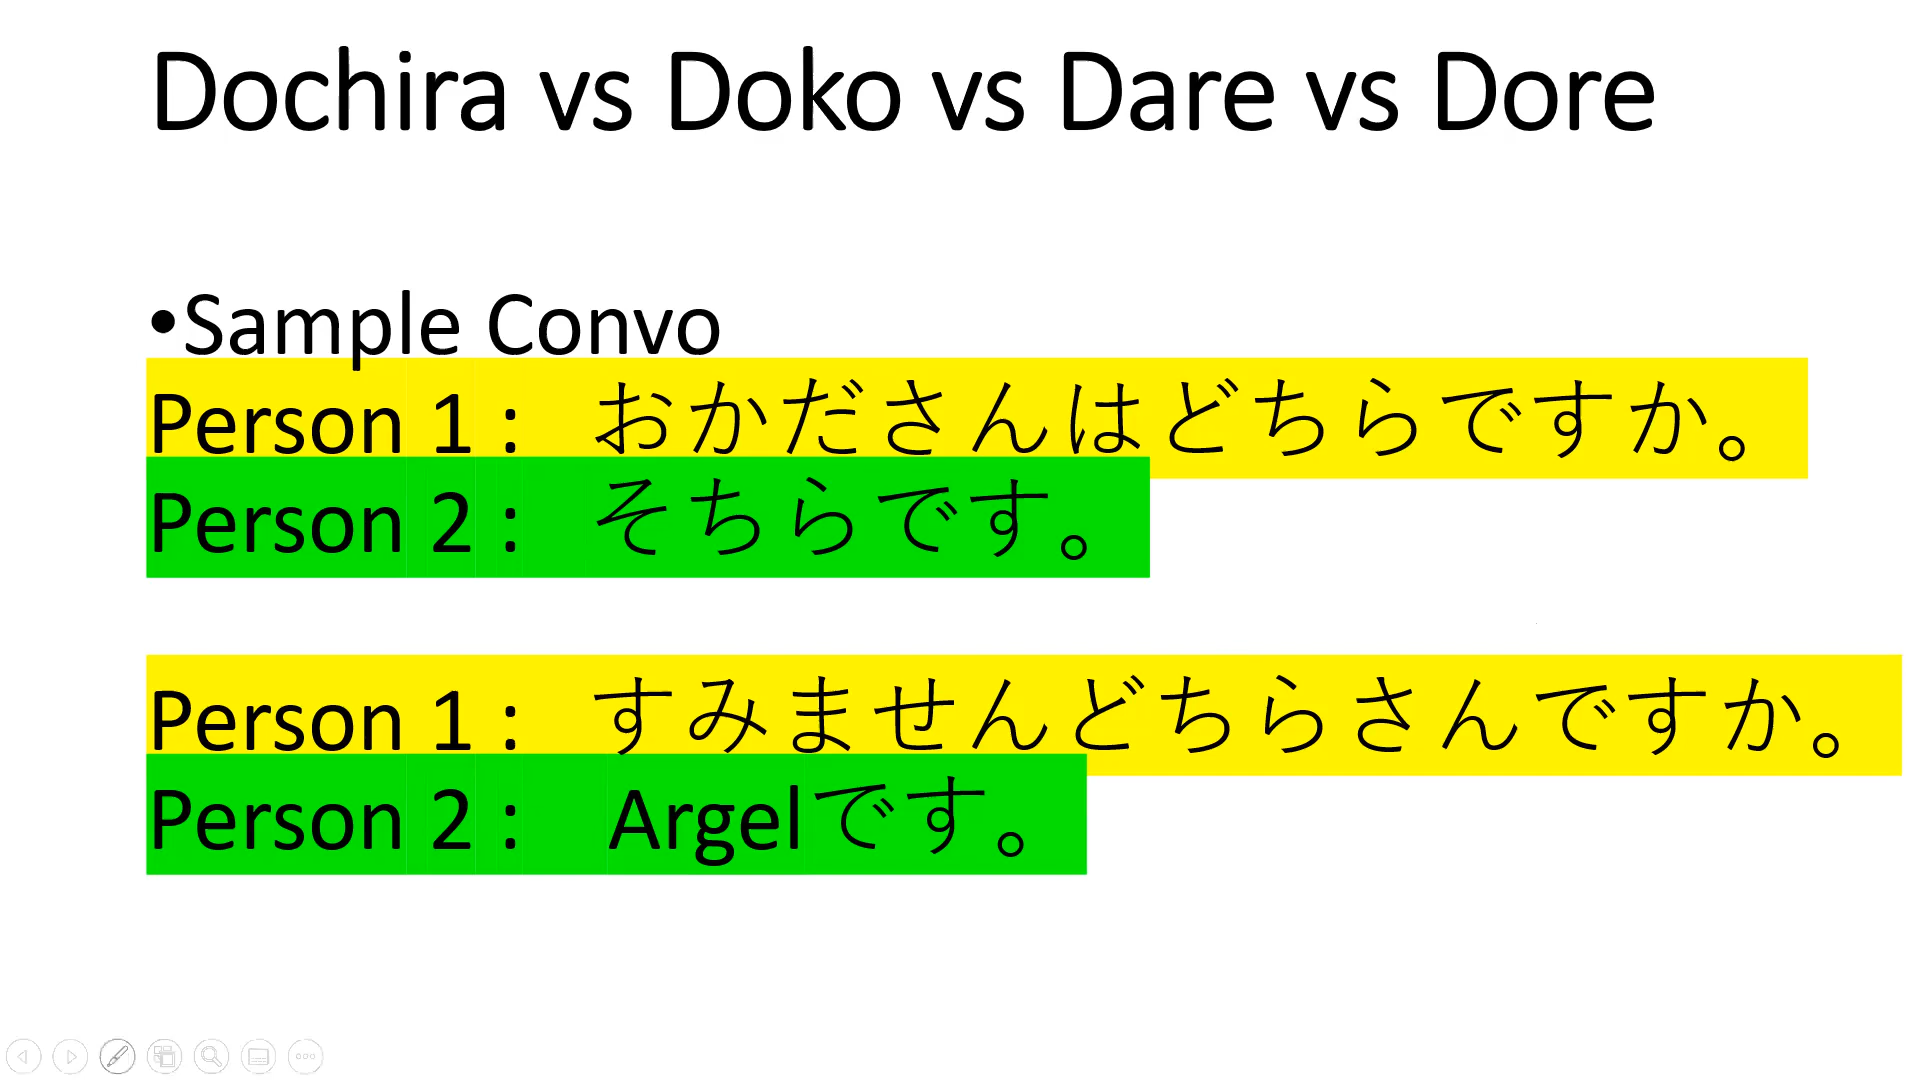 Dochira vs Doko vs Dare vs Dore
•Sample Convo
Person 1 : おかださんはどちらですか。
Person 2 : そちらです。
Person 1 : すみませんどちらさんですか。
Person 2 : Argelです。